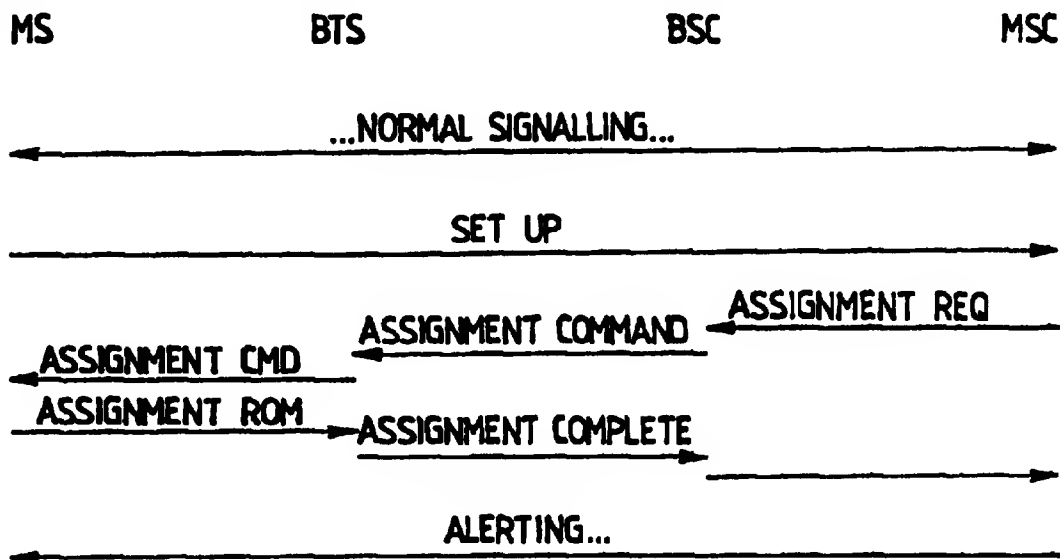 MS BTS BSC MSC
...NORMAL SIGNALLING...
SET UP
ASSIGNMENT REQ
ASSIGNMENT COMMAND
ASSIGNMENT CMD
ASSIGNMENT ROM
ASSIGNMENT COMPLETE
ALERTING...